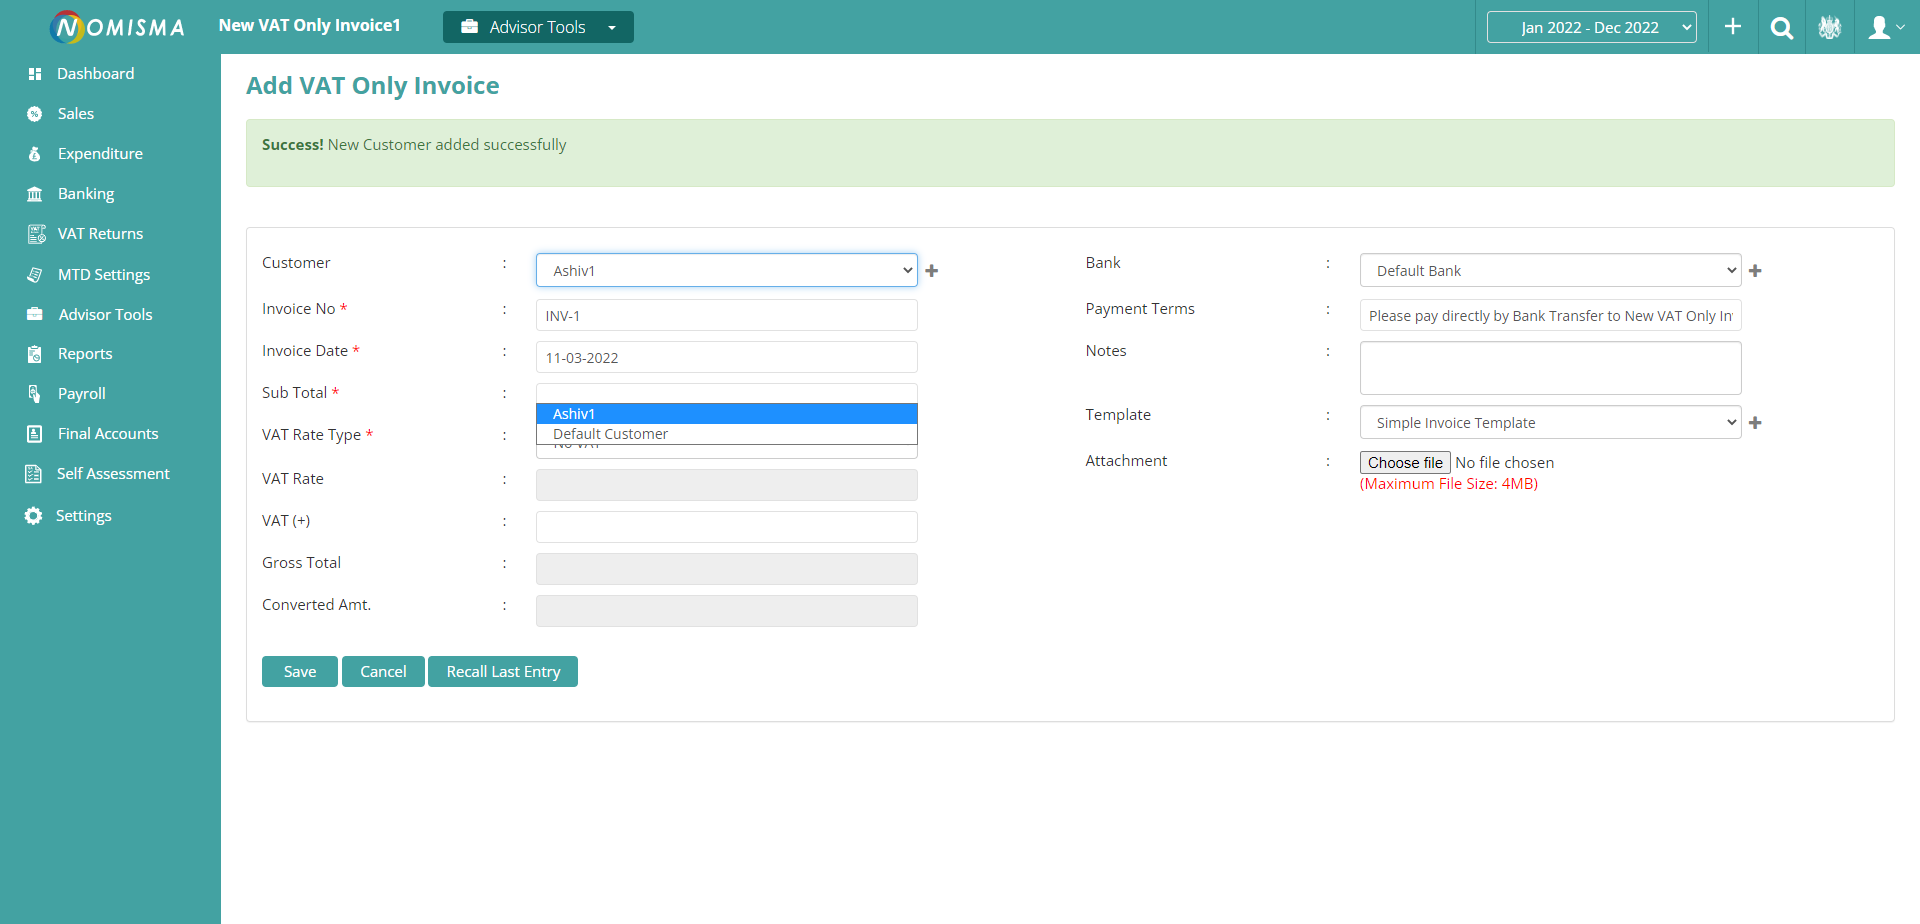 NOMISMA
New VAT Only Invoice1
Advisor Tools
Jan 2022 - Dec 2022
Dashboard
Sales
Expenditure
Banking
VAT Returns
MTD Settings
Advisor Tools
Reports
Payroll
Final Accounts
Self Assessment
Settings
Add VAT Only Invoice
Success! New Customer added successfully
Customer : Ashiv1
Invoice No * : INV-1
Invoice Date * : 11-03-2022
Sub Total * :
Ashiv1
Default Customer
VAT Rate Type * : No VAT
VAT Rate :
VAT (+) :
Gross Total :
Converted Amt. :
Save
Cancel
Recall Last Entry
Bank : Default Bank
Payment Terms : Please pay directly by Bank Transfer to New VAT Only In
Notes :
Template : Simple Invoice Template
Attachment : Choose file No file chosen
(Maximum File Size: 4MB)